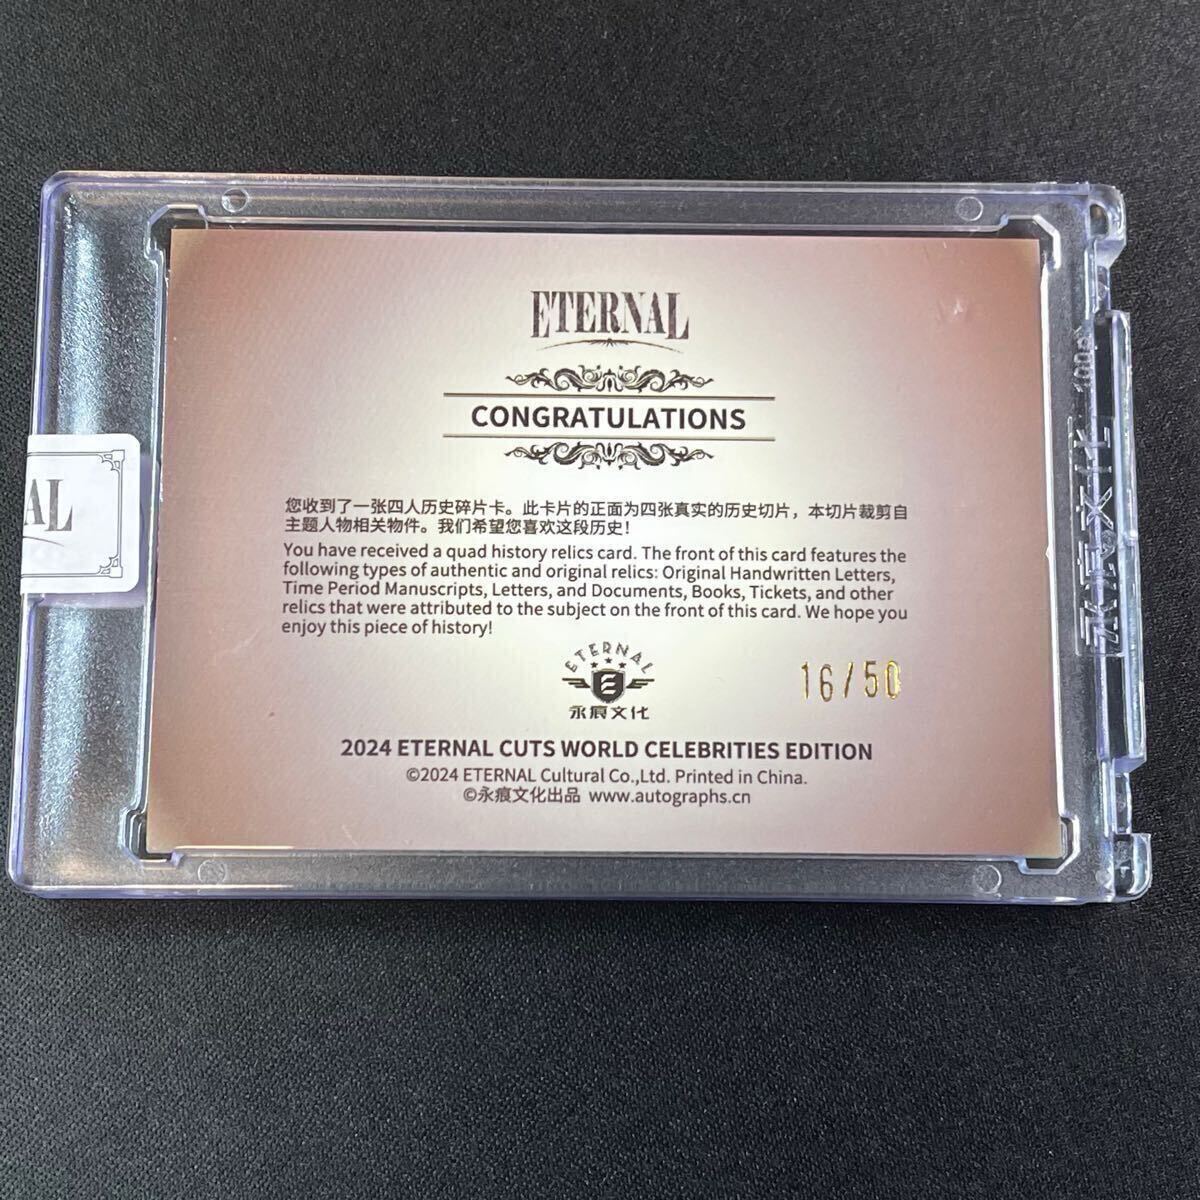 ETERNAL
CONGRATULATIONS
您收到了一张四人历史碎片卡。此卡片的正面为四张真实的历史切片，本切片裁剪自
主题人物相关物件。我们希望您喜欢这段历史！
You have received a quad history relics card. The front of this card features the
following types of authentic and original relics: Original Handwritten Letters,
Time Period Manuscripts, Letters, and Documents, Books, Tickets, and other
relics that were attributed to the subject on the front of this card. We hope you
enjoy this piece of history!
ETERNAL
E
永痕文化
16/50
2024 ETERNAL CUTS WORLD CELEBRITIES EDITION
©2024 ETERNAL Cultural Co.,Ltd. Printed in China.
©永痕文化出品 www.autographs.cn
AL
永痕文化